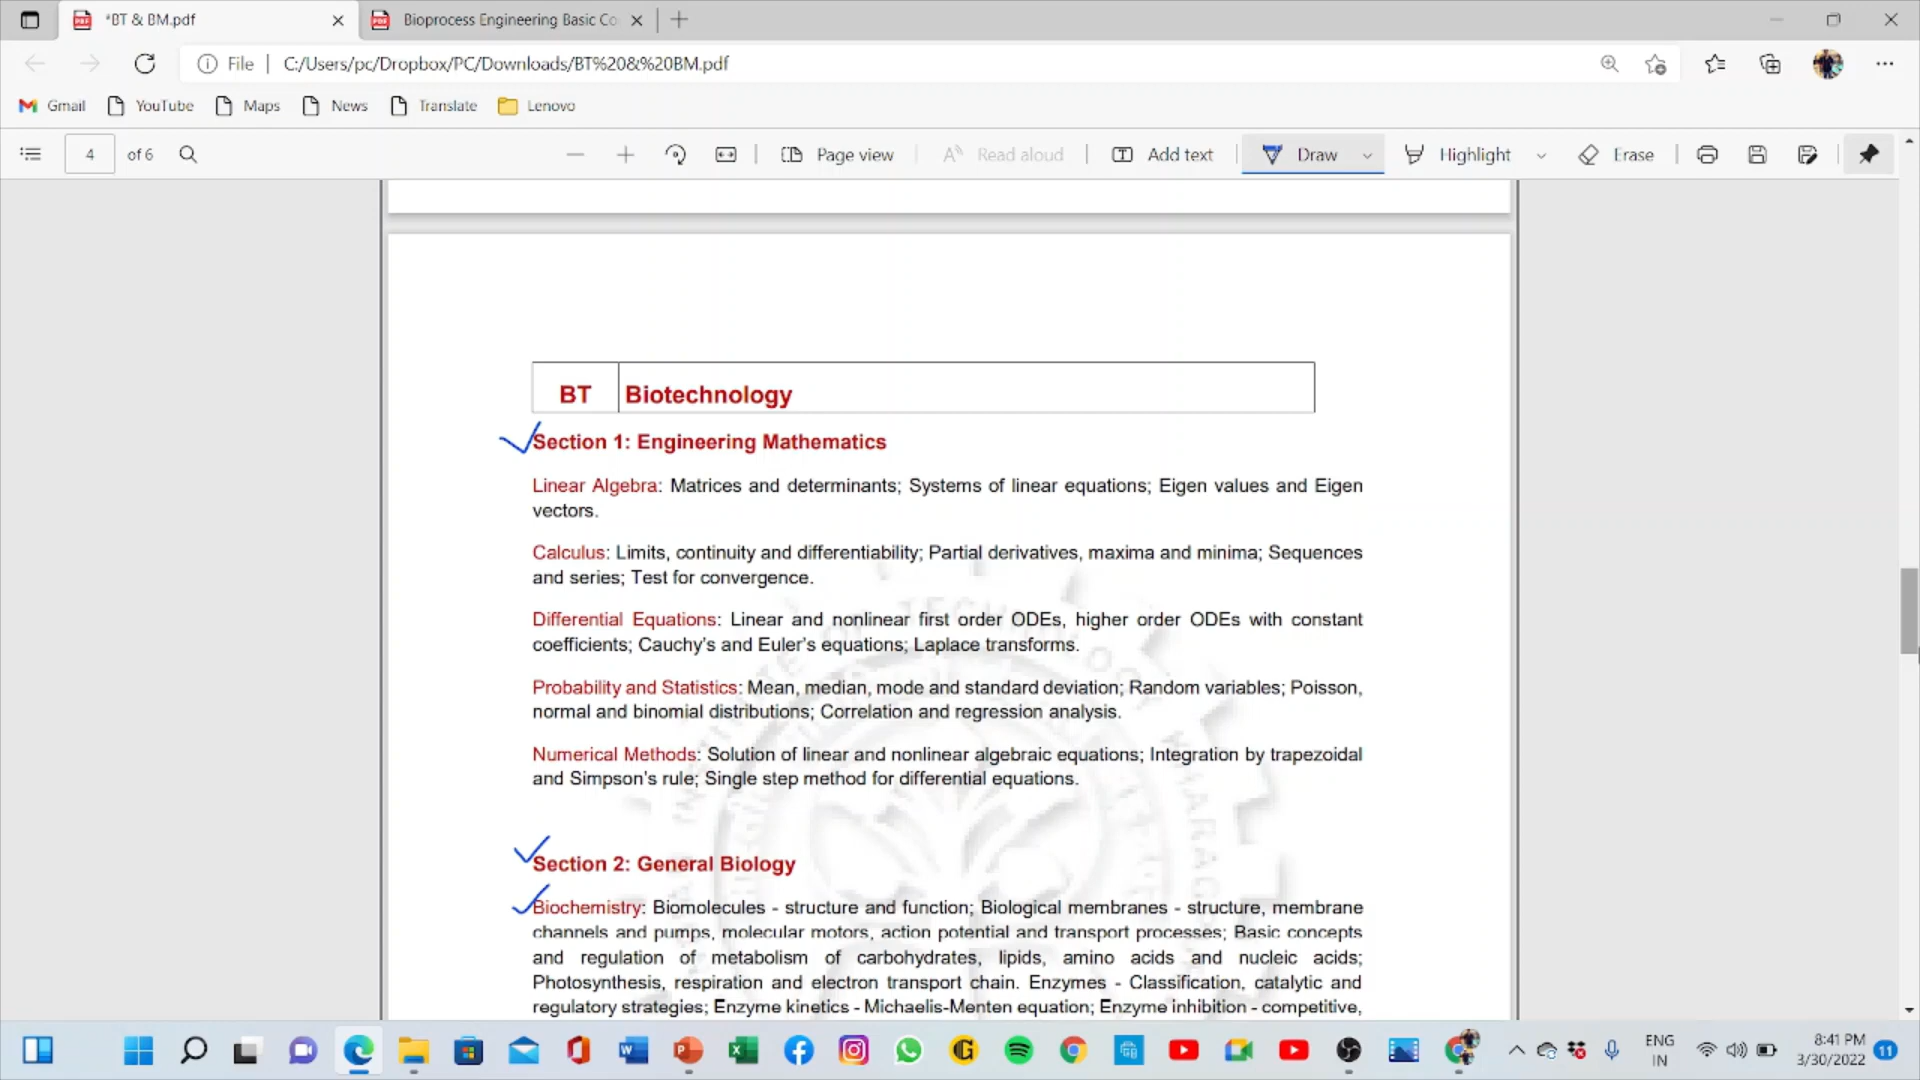 *BT & BM.pdf
Bioprocess Engineering Basic Co
File
C:/Users/pc/Dropbox/PC/Downloads/BT%20&%20BM.pdf
Gmail
YouTube
Maps
News
Translate
Lenovo
4
of 6
Page view
Read aloud
Add text
Draw
Highlight
Erase
BT
Biotechnology
Section 1: Engineering Mathematics
Linear Algebra: Matrices and determinants; Systems of linear equations; Eigen values and Eigen
vectors.
Calculus: Limits, continuity and differentiability; Partial derivatives, maxima and minima; Sequences
and series; Test for convergence.
Differential Equations: Linear and nonlinear first order ODEs, higher order ODEs with constant
coefficients; Cauchy's and Euler's equations; Laplace transforms.
Probability and Statistics: Mean, median, mode and standard deviation; Random variables; Poisson,
normal and binomial distributions; Correlation and regression analysis.
Numerical Methods: Solution of linear and nonlinear algebraic equations; Integration by trapezoidal
and Simpson's rule; Single step method for differential equations.
Section 2: General Biology
Biochemistry: Biomolecules - structure and function; Biological membranes - structure, membrane
channels and pumps, molecular motors, action potential and transport processes; Basic concepts
and regulation of metabolism of carbohydrates, lipids, amino acids and nucleic acids;
Photosynthesis, respiration and electron transport chain. Enzymes - Classification, catalytic and
regulatory strategies; Enzyme kinetics - Michaelis-Menten equation; Enzyme inhibition - competitive,
ENG
IN
8:41 PM
3/30/2022
11